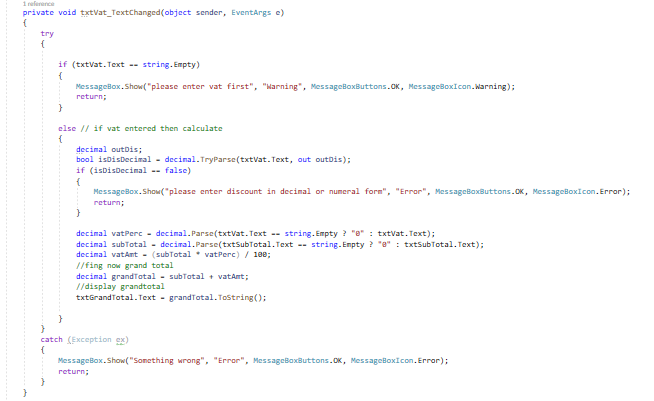 1 reference
private void txtVat_TextChanged(object sender, EventArgs e)
{
try
{
if (txtVat.Text == string.Empty)
{
MessageBox.Show("please enter vat first", "Warning", MessageBoxButtons.OK, MessageBoxIcon.Warning);
return;
}
else // if vat entered then calculate
{
decimal outDis;
bool isDisDecimal = decimal.TryParse(txtVat.Text, out outDis);
if (isDisDecimal == false)
{
MessageBox.Show("please enter discount in decimal or numeral form", "Error", MessageBoxButtons.OK, MessageBoxIcon.Error);
return;
}
decimal vatPerc = decimal.Parse(txtVat.Text == string.Empty ? "0" : txtVat.Text);
decimal subTotal = decimal.Parse(txtSubTotal.Text == string.Empty ? "0" : txtSubTotal.Text);
decimal vatAmt = (subTotal * vatPerc) / 100;
//fing now grand total
decimal grandTotal = subTotal + vatAmt;
//display grandtotal
txtGrandTotal.Text = grandTotal.ToString();
}
}
catch (Exception ex)
{
MessageBox.Show("Something wrong", "Error", MessageBoxButtons.OK, MessageBoxIcon.Error);
return;
}
}